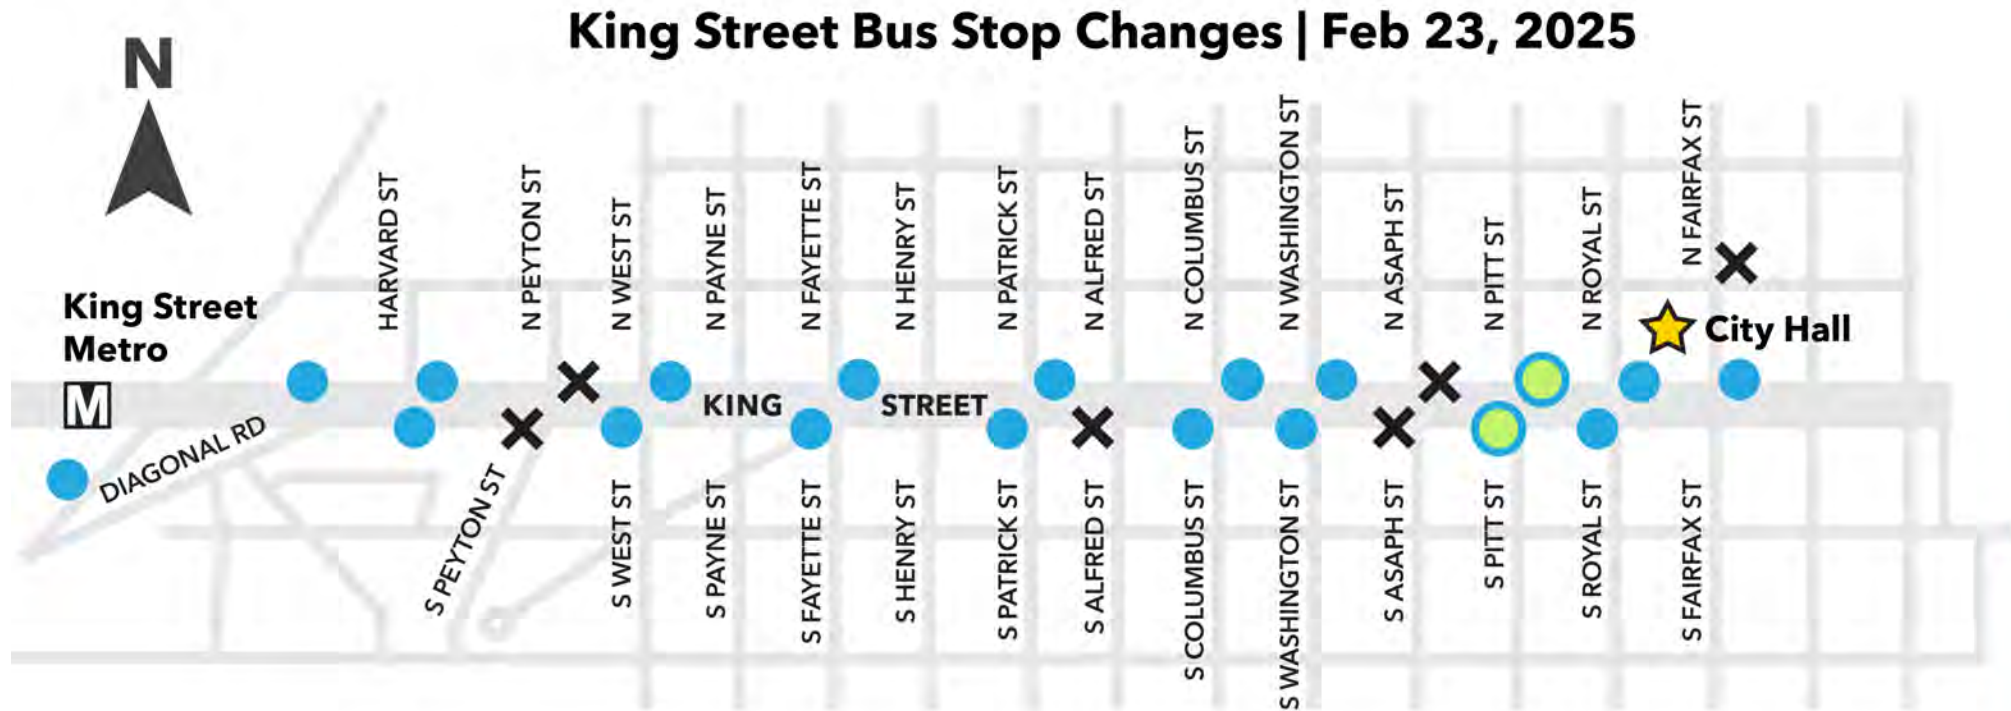 King Street Bus Stop Changes | Feb 23, 2025
N
HARVARD ST
N PEYTON ST
N WEST ST
N PAYNE ST
N FAYETTE ST
N HENRY ST
N PATRICK ST
N ALFRED ST
N COLUMBUS ST
N WASHINGTON ST
N ASAPH ST
N PITT ST
N ROYAL ST
N FAIRFAX ST
King Street
Metro
M
City Hall
KING STREET
DIAGONAL RD
S PEYTON ST
S WEST ST
S PAYNE ST
S FAYETTE ST
S HENRY ST
S PATRICK ST
S ALFRED ST
S COLUMBUS ST
S WASHINGTON ST
S ASAPH ST
S PITT ST
S ROYAL ST
S FAIRFAX ST